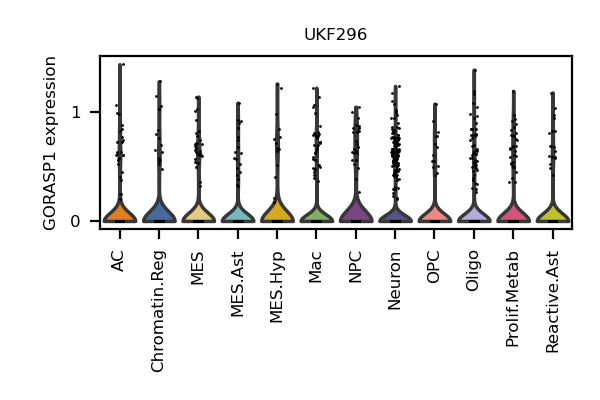 UKF296
GORASP1 expression
1
0
AC
Chromatin.Reg
MES
MES.Ast
MES.Hyp
Mac
NPC
Neuron
OPC
Oligo
Prolif.Metab
Reactive.Ast